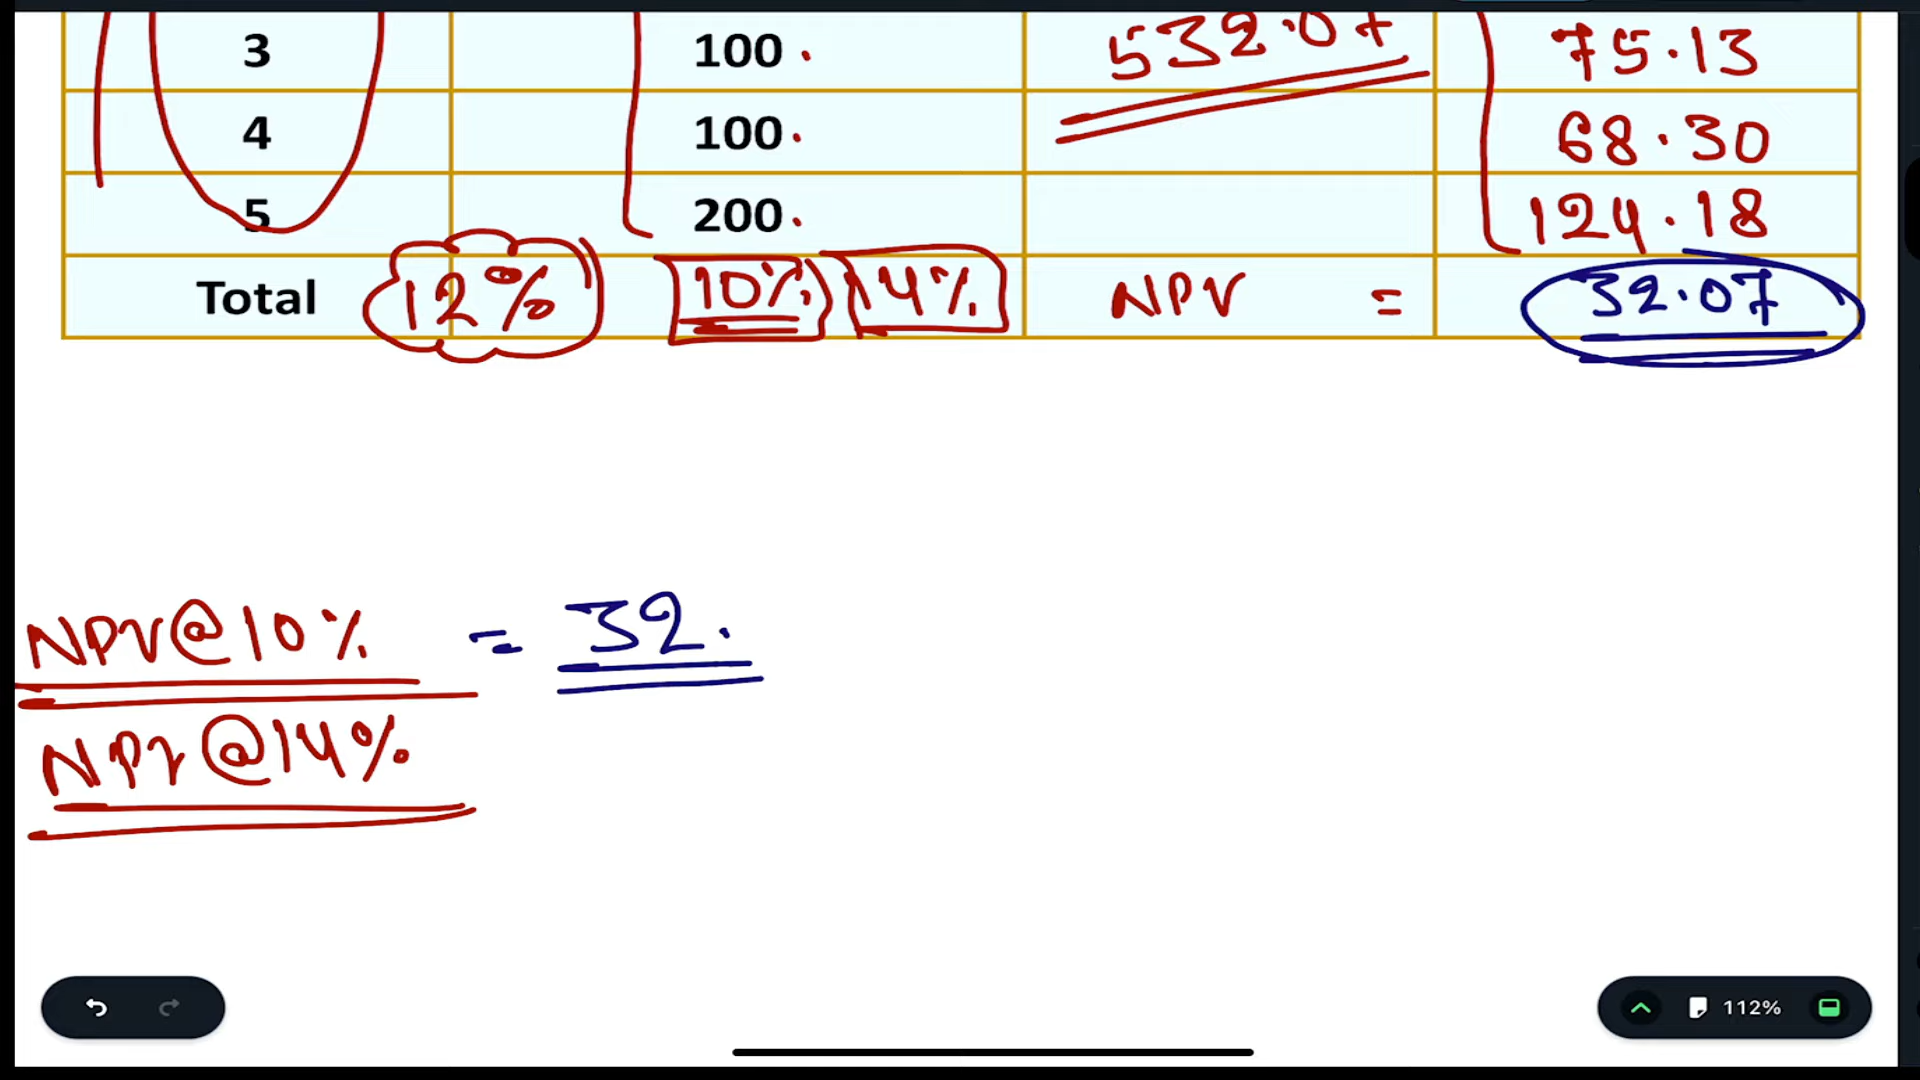 3 100. 532.07 75.13
4 100. 68.30
5 200. 124.18
Total 12% 10% 14% NPV = 32.07
NPV@10% = 32.
NPV@14%
112%